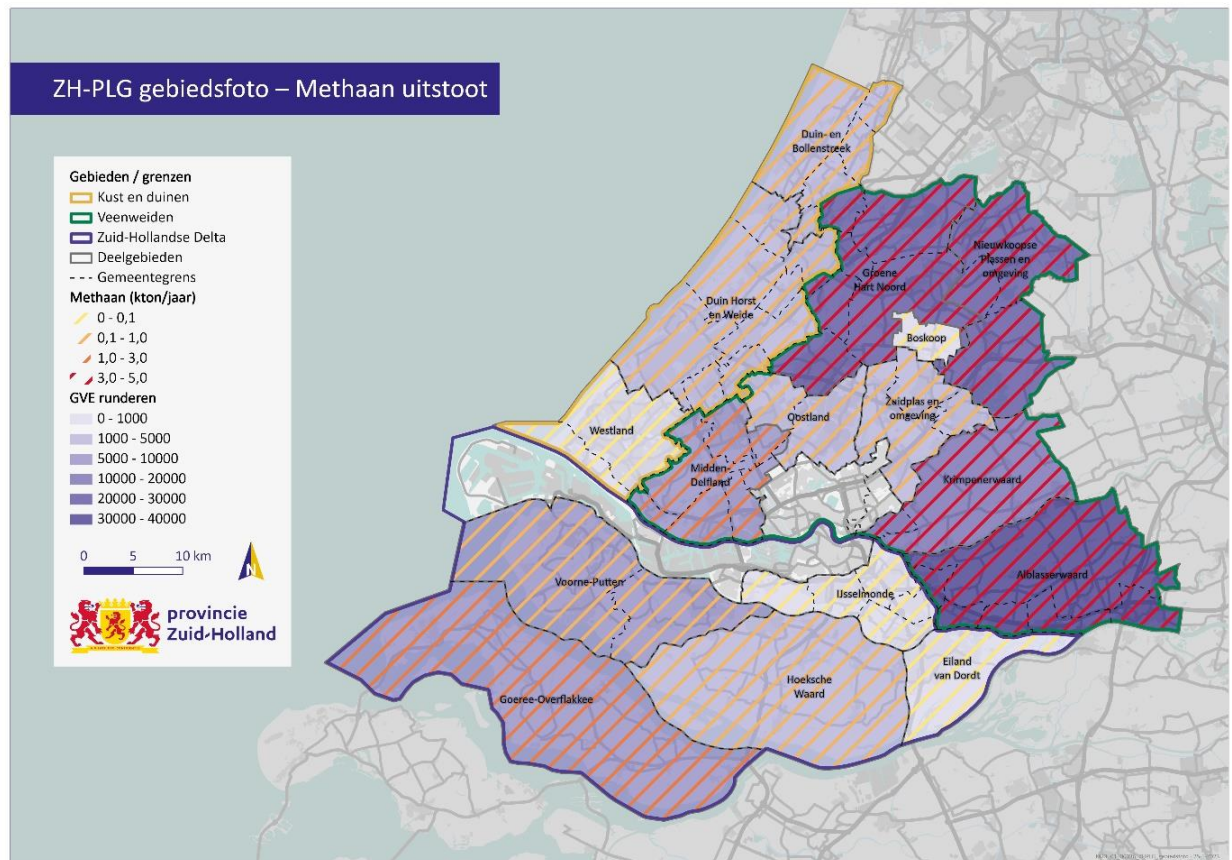 ZH-PLG gebiedsfoto – Methaan uitstoot
Gebieden / grenzen
Kust en duinen
Veenweiden
Zuid-Hollandse Delta
Deelgebieden
Gemeentegrens
Methaan (kton/jaar)
0 - 0,1
0,1 - 1,0
1,0 - 3,0
3,0 - 5,0
GVE runderen
0 - 1000
1000 - 5000
5000 - 10000
10000 - 20000
20000 - 30000
30000 - 40000
0 5 10 km
N
provincie
Zuid-Holland
Duin- en
Bollenstreek
Nieuwkoopse
Plassen en
omgeving
Groene
Hart Noord
Duin Horst
en Weide
Boskoop
Zuidplas en
omgeving
Oostland
Westland
Midden-
Delfland
Krimpenerwaard
Alblasserwaard
Voorne-Putten
IJsselmonde
Eiland
van Dordt
Hoeksche
Waard
Goeree-Overflakkee